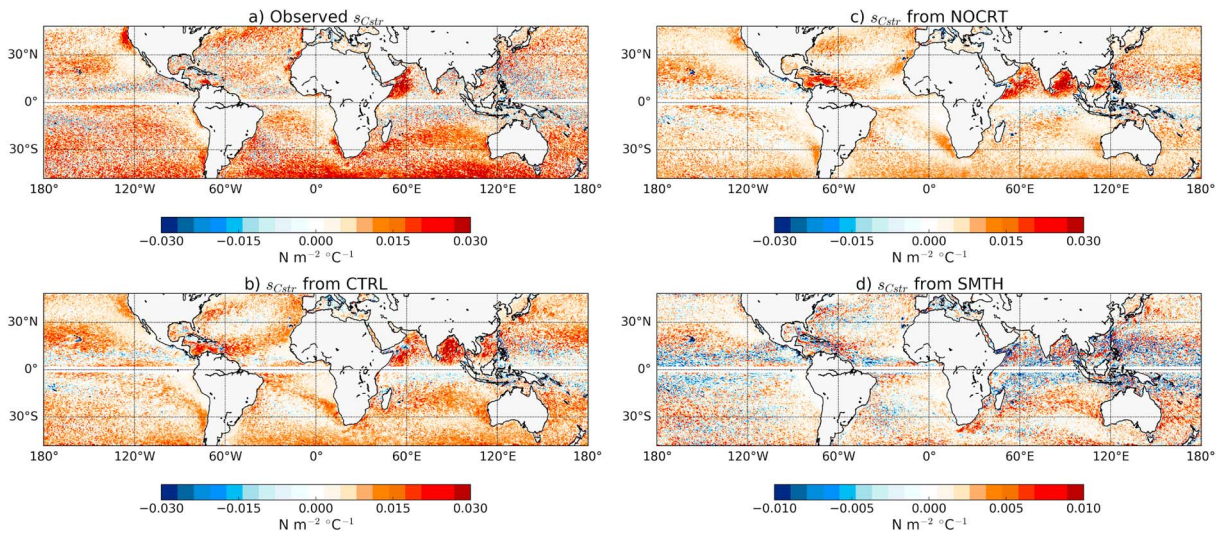 a) Observed s_Cstr
30°N
0°
30°S
180° 120°W 60°W 0° 60°E 120°E 180°
−0.030 −0.015 0.000 0.015 0.030
N m⁻² °C⁻¹
b) s_Cstr from CTRL
30°N
0°
30°S
180° 120°W 60°W 0° 60°E 120°E 180°
−0.030 −0.015 0.000 0.015 0.030
N m⁻² °C⁻¹
c) s_Cstr from NOCRT
30°N
0°
30°S
180° 120°W 60°W 0° 60°E 120°E 180°
−0.030 −0.015 0.000 0.015 0.030
N m⁻² °C⁻¹
d) s_Cstr from SMTH
30°N
0°
30°S
180° 120°W 60°W 0° 60°E 120°E 180°
−0.010 −0.005 0.000 0.005 0.010
N m⁻² °C⁻¹